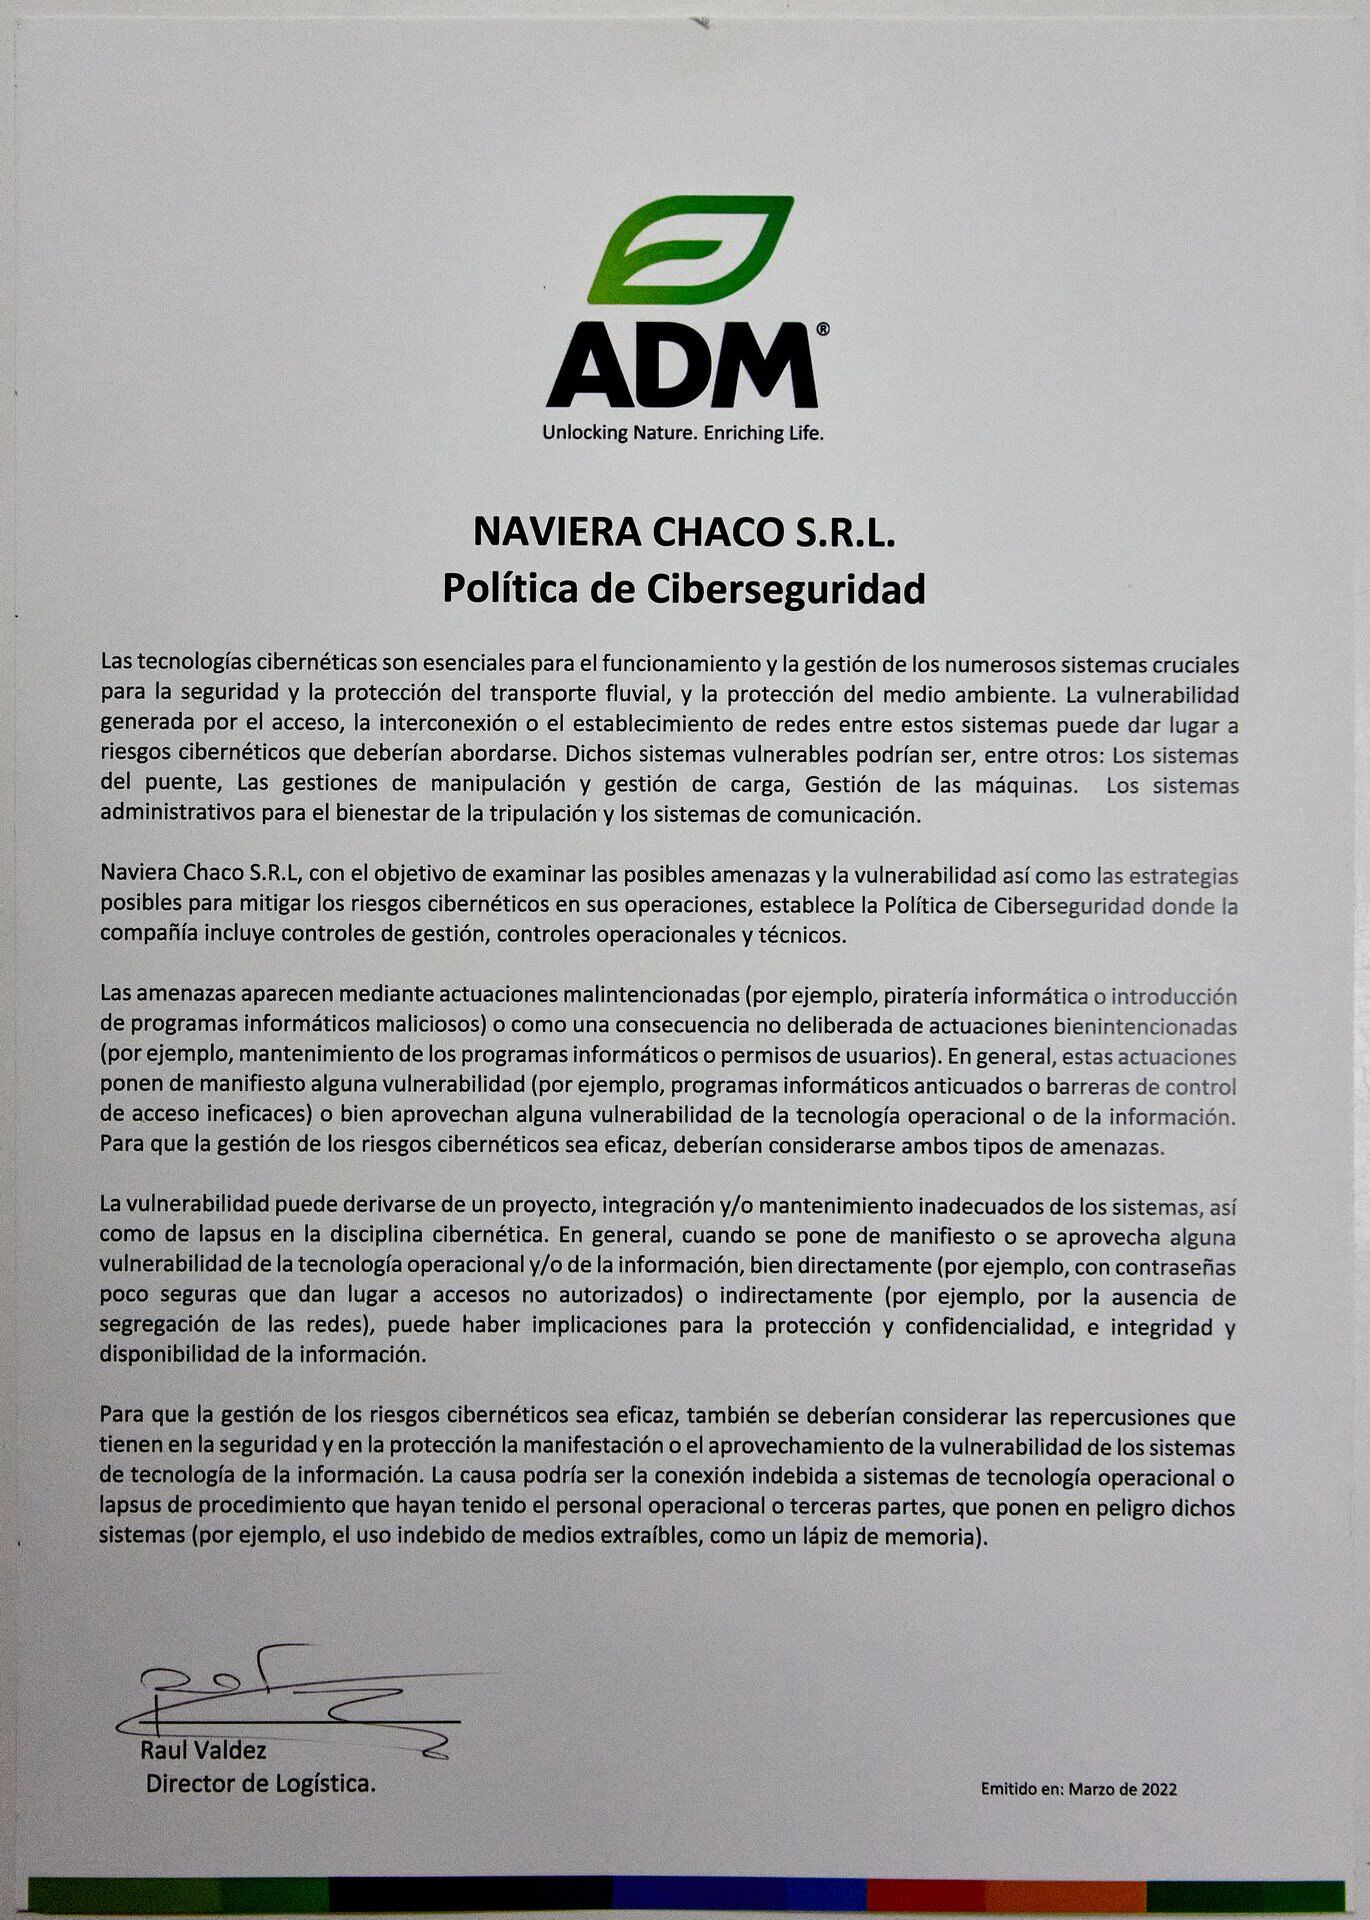 ADM®
Unlocking Nature. Enriching Life.
NAVIERA CHACO S.R.L.
Política de Ciberseguridad
Las tecnologías cibernéticas son esenciales para el funcionamiento y la gestión de los numerosos sistemas cruciales
para la seguridad y la protección del transporte fluvial, y la protección del medio ambiente. La vulnerabilidad
generada por el acceso, la interconexión o el establecimiento de redes entre estos sistemas puede dar lugar a
riesgos cibernéticos que deberían abordarse. Dichos sistemas vulnerables podrían ser, entre otros: Los sistemas
del puente, Las gestiones de manipulación y gestión de carga, Gestión de las máquinas. Los sistemas
administrativos para el bienestar de la tripulación y los sistemas de comunicación.
Naviera Chaco S.R.L, con el objetivo de examinar las posibles amenazas y la vulnerabilidad así como las estrategias
posibles para mitigar los riesgos cibernéticos en sus operaciones, establece la Política de Ciberseguridad donde la
compañía incluye controles de gestión, controles operacionales y técnicos.
Las amenazas aparecen mediante actuaciones malintencionadas (por ejemplo, piratería informática o introducción
de programas informáticos maliciosos) o como una consecuencia no deliberada de actuaciones bienintencionadas
(por ejemplo, mantenimiento de los programas informáticos o permisos de usuarios). En general, estas actuaciones
ponen de manifiesto alguna vulnerabilidad (por ejemplo, programas informáticos anticuados o barreras de control
de acceso ineficaces) o bien aprovechan alguna vulnerabilidad de la tecnología operacional o de la información.
Para que la gestión de los riesgos cibernéticos sea eficaz, deberían considerarse ambos tipos de amenazas.
La vulnerabilidad puede derivarse de un proyecto, integración y/o mantenimiento inadecuados de los sistemas, así
como de lapsus en la disciplina cibernética. En general, cuando se pone de manifiesto o se aprovecha alguna
vulnerabilidad de la tecnología operacional y/o de la información, bien directamente (por ejemplo, con contraseñas
poco seguras que dan lugar a accesos no autorizados) o indirectamente (por ejemplo, por la ausencia de
segregación de las redes), puede haber implicaciones para la protección y confidencialidad, e integridad y
disponibilidad de la información.
Para que la gestión de los riesgos cibernéticos sea eficaz, también se deberían considerar las repercusiones que
tienen en la seguridad y en la protección la manifestación o el aprovechamiento de la vulnerabilidad de los sistemas
de tecnología de la información. La causa podría ser la conexión indebida a sistemas de tecnología operacional o
lapsus de procedimiento que hayan tenido el personal operacional o terceras partes, que ponen en peligro dichos
sistemas (por ejemplo, el uso indebido de medios extraíbles, como un lápiz de memoria).
Raul Valdez
Director de Logística.
Emitido en: Marzo de 2022